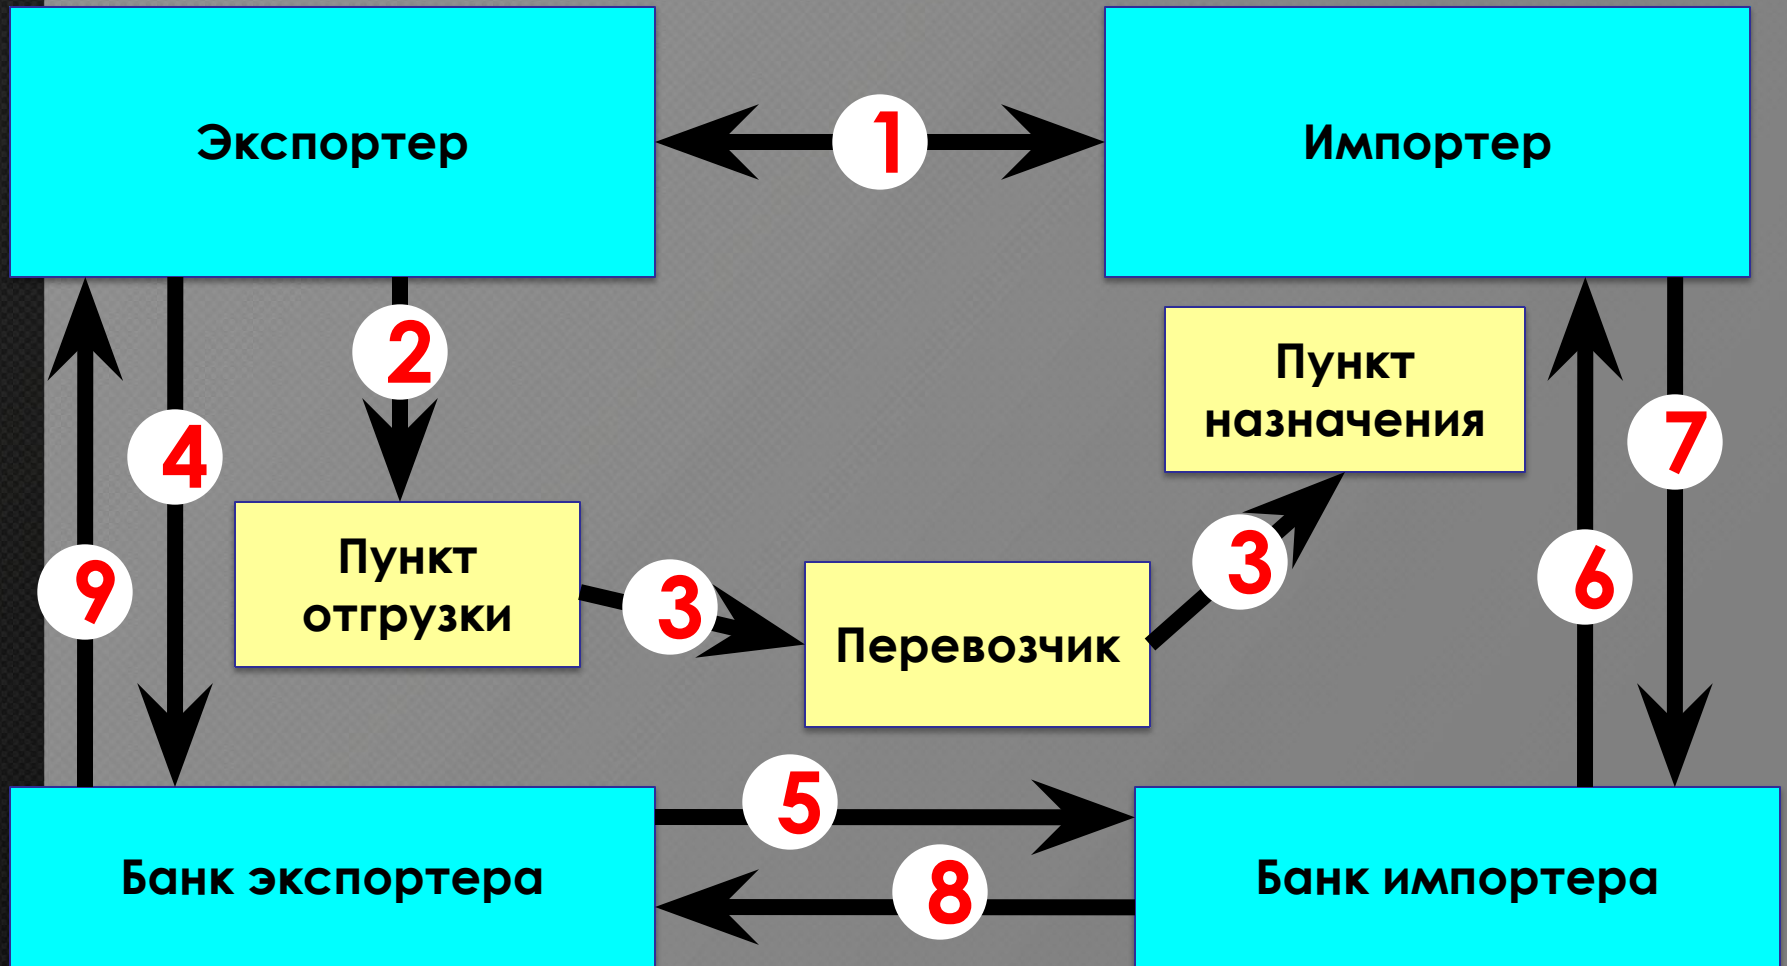 Экспортер
1
Импортер
2
Пункт
назначения
4
7
9
Пункт
отгрузки
3
Перевозчик
3
6
5
Банк экспортера
8
Банк импортера